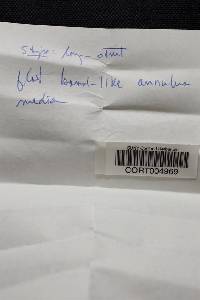 Stipe: long - stout
flat band-like annulus
median
CORT004969